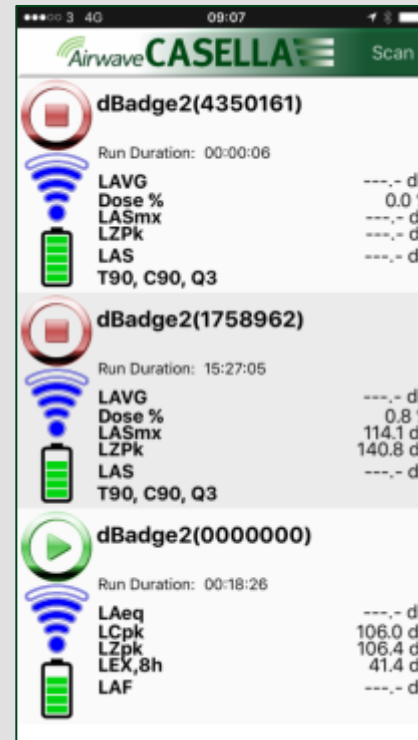 3 4G 09:07
Airwave CASELLA Scan
dBadge2(4350161)
Run Duration: 00:00:06
LAVG ---.- d
Dose % 0.0
LASmx ---.- d
LZPk ---.- d
LAS ---.- d
T90, C90, Q3
dBadge2(1758962)
Run Duration: 15:27:05
LAVG ---.- d
Dose % 0.8
LASmx 114.1 d
LZPk 140.8 d
LAS ---.- d
T90, C90, Q3
dBadge2(0000000)
Run Duration: 00:18:26
LAeq ---.- d
LCpk 106.0 d
LZpk 106.4 d
LEX,8h 41.4 d
LAF ---.- d